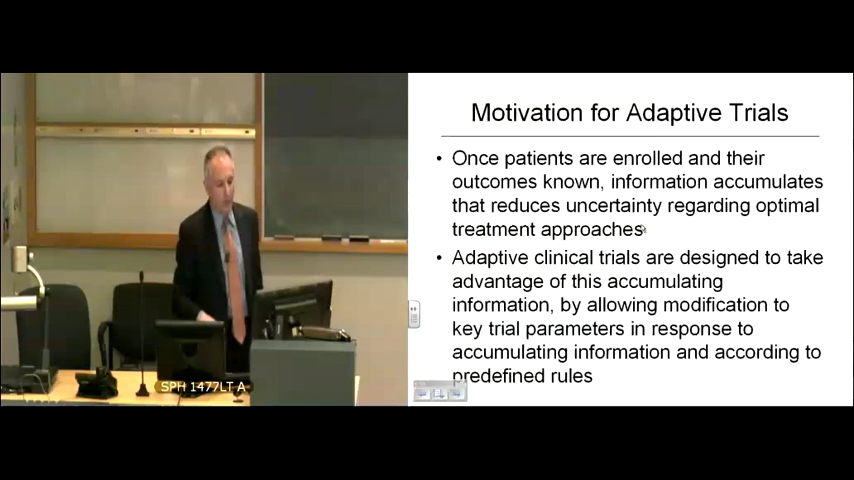 Motivation for Adaptive Trials
• Once patients are enrolled and their
outcomes known, information accumulates
that reduces uncertainty regarding optimal
treatment approaches
• Adaptive clinical trials are designed to take
advantage of this accumulating
information, by allowing modification to
key trial parameters in response to
accumulating information and according to
predefined rules
SPH 1477LT A